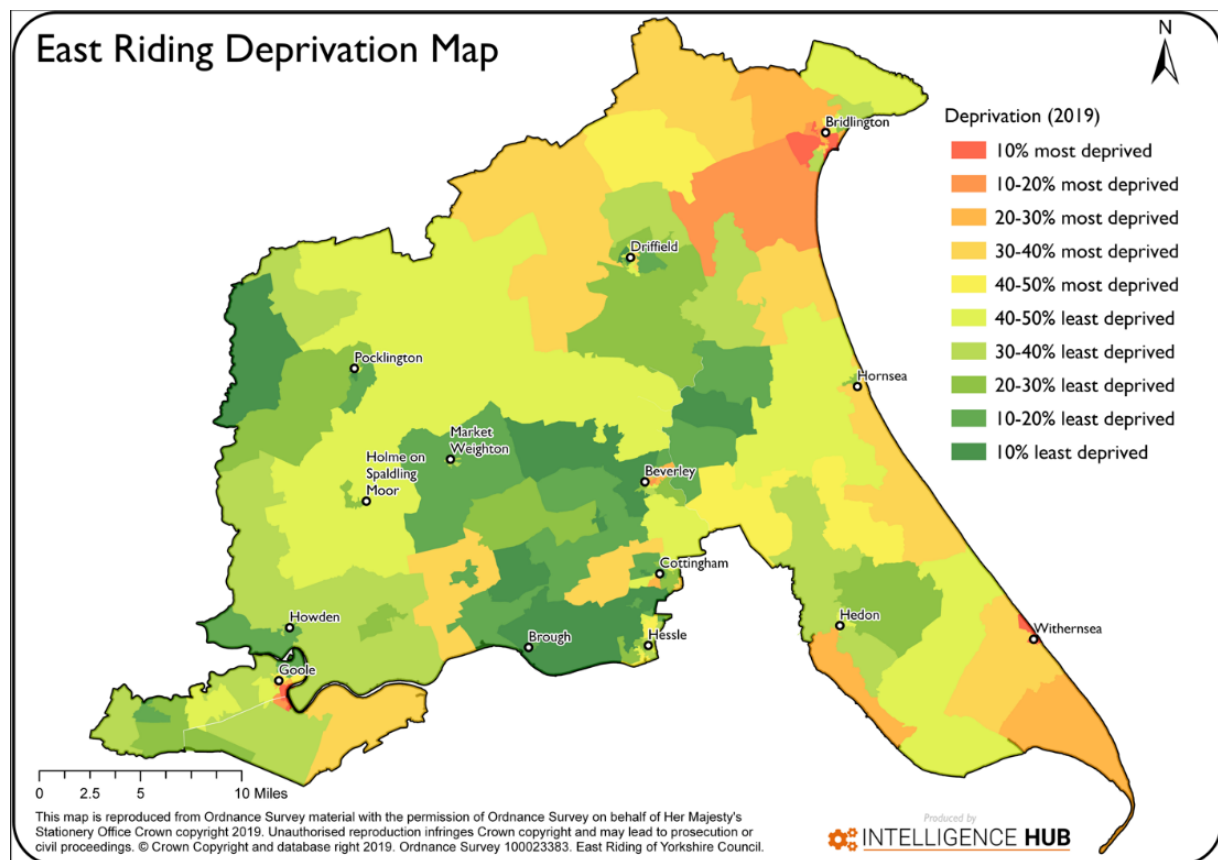 East Riding Deprivation Map
N
Bridlington
Deprivation (2019)
10% most deprived
10-20% most deprived
20-30% most deprived
30-40% most deprived
40-50% most deprived
40-50% least deprived
30-40% least deprived
20-30% least deprived
10-20% least deprived
10% least deprived
Driffield
Pocklington
Hornsea
Market
Weighton
Holme on
Spaldling
Moor
Beverley
Cottingham
Howden
Brough
Hessle
Hedon
Withernsea
Goole
0 2.5 5 10 Miles
This map is reproduced from Ordnance Survey material with the permission of Ordnance Survey on behalf of Her Majesty's
Stationery Office Crown copyright 2019. Unauthorised reproduction infringes Crown copyright and may lead to prosecution or
civil proceedings. © Crown Copyright and database right 2019. Ordnance Survey 100023383. East Riding of Yorkshire Council.
Produced by
INTELLIGENCE HUB